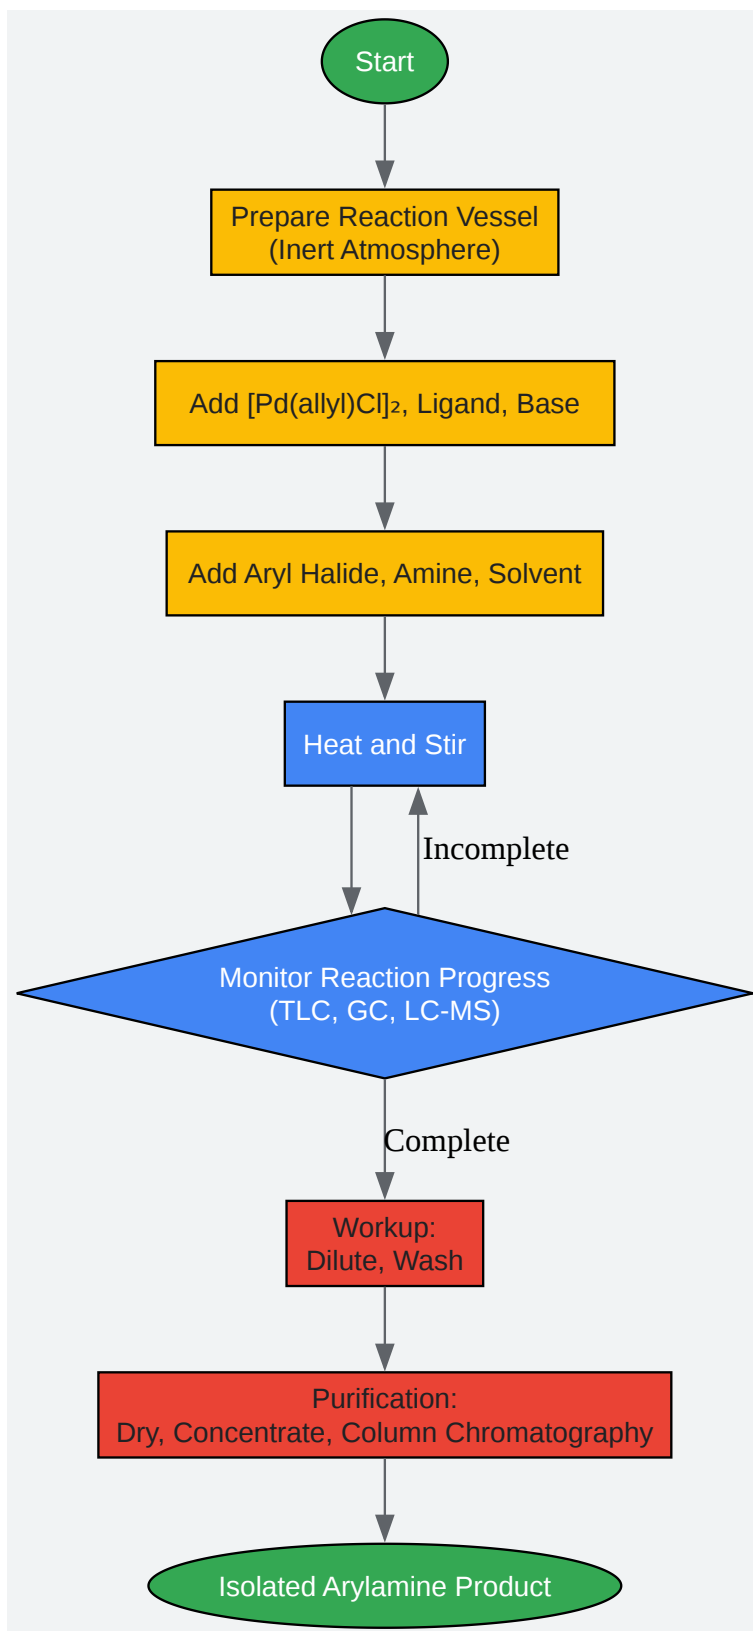 Start
Prepare Reaction Vessel
(Inert Atmosphere)
Add [Pd(allyl)Cl]₂, Ligand, Base
Add Aryl Halide, Amine, Solvent
Heat and Stir
Incomplete
Monitor Reaction Progress
(TLC, GC, LC-MS)
Complete
Workup:
Dilute, Wash
Purification:
Dry, Concentrate, Column Chromatography
Isolated Arylamine Product